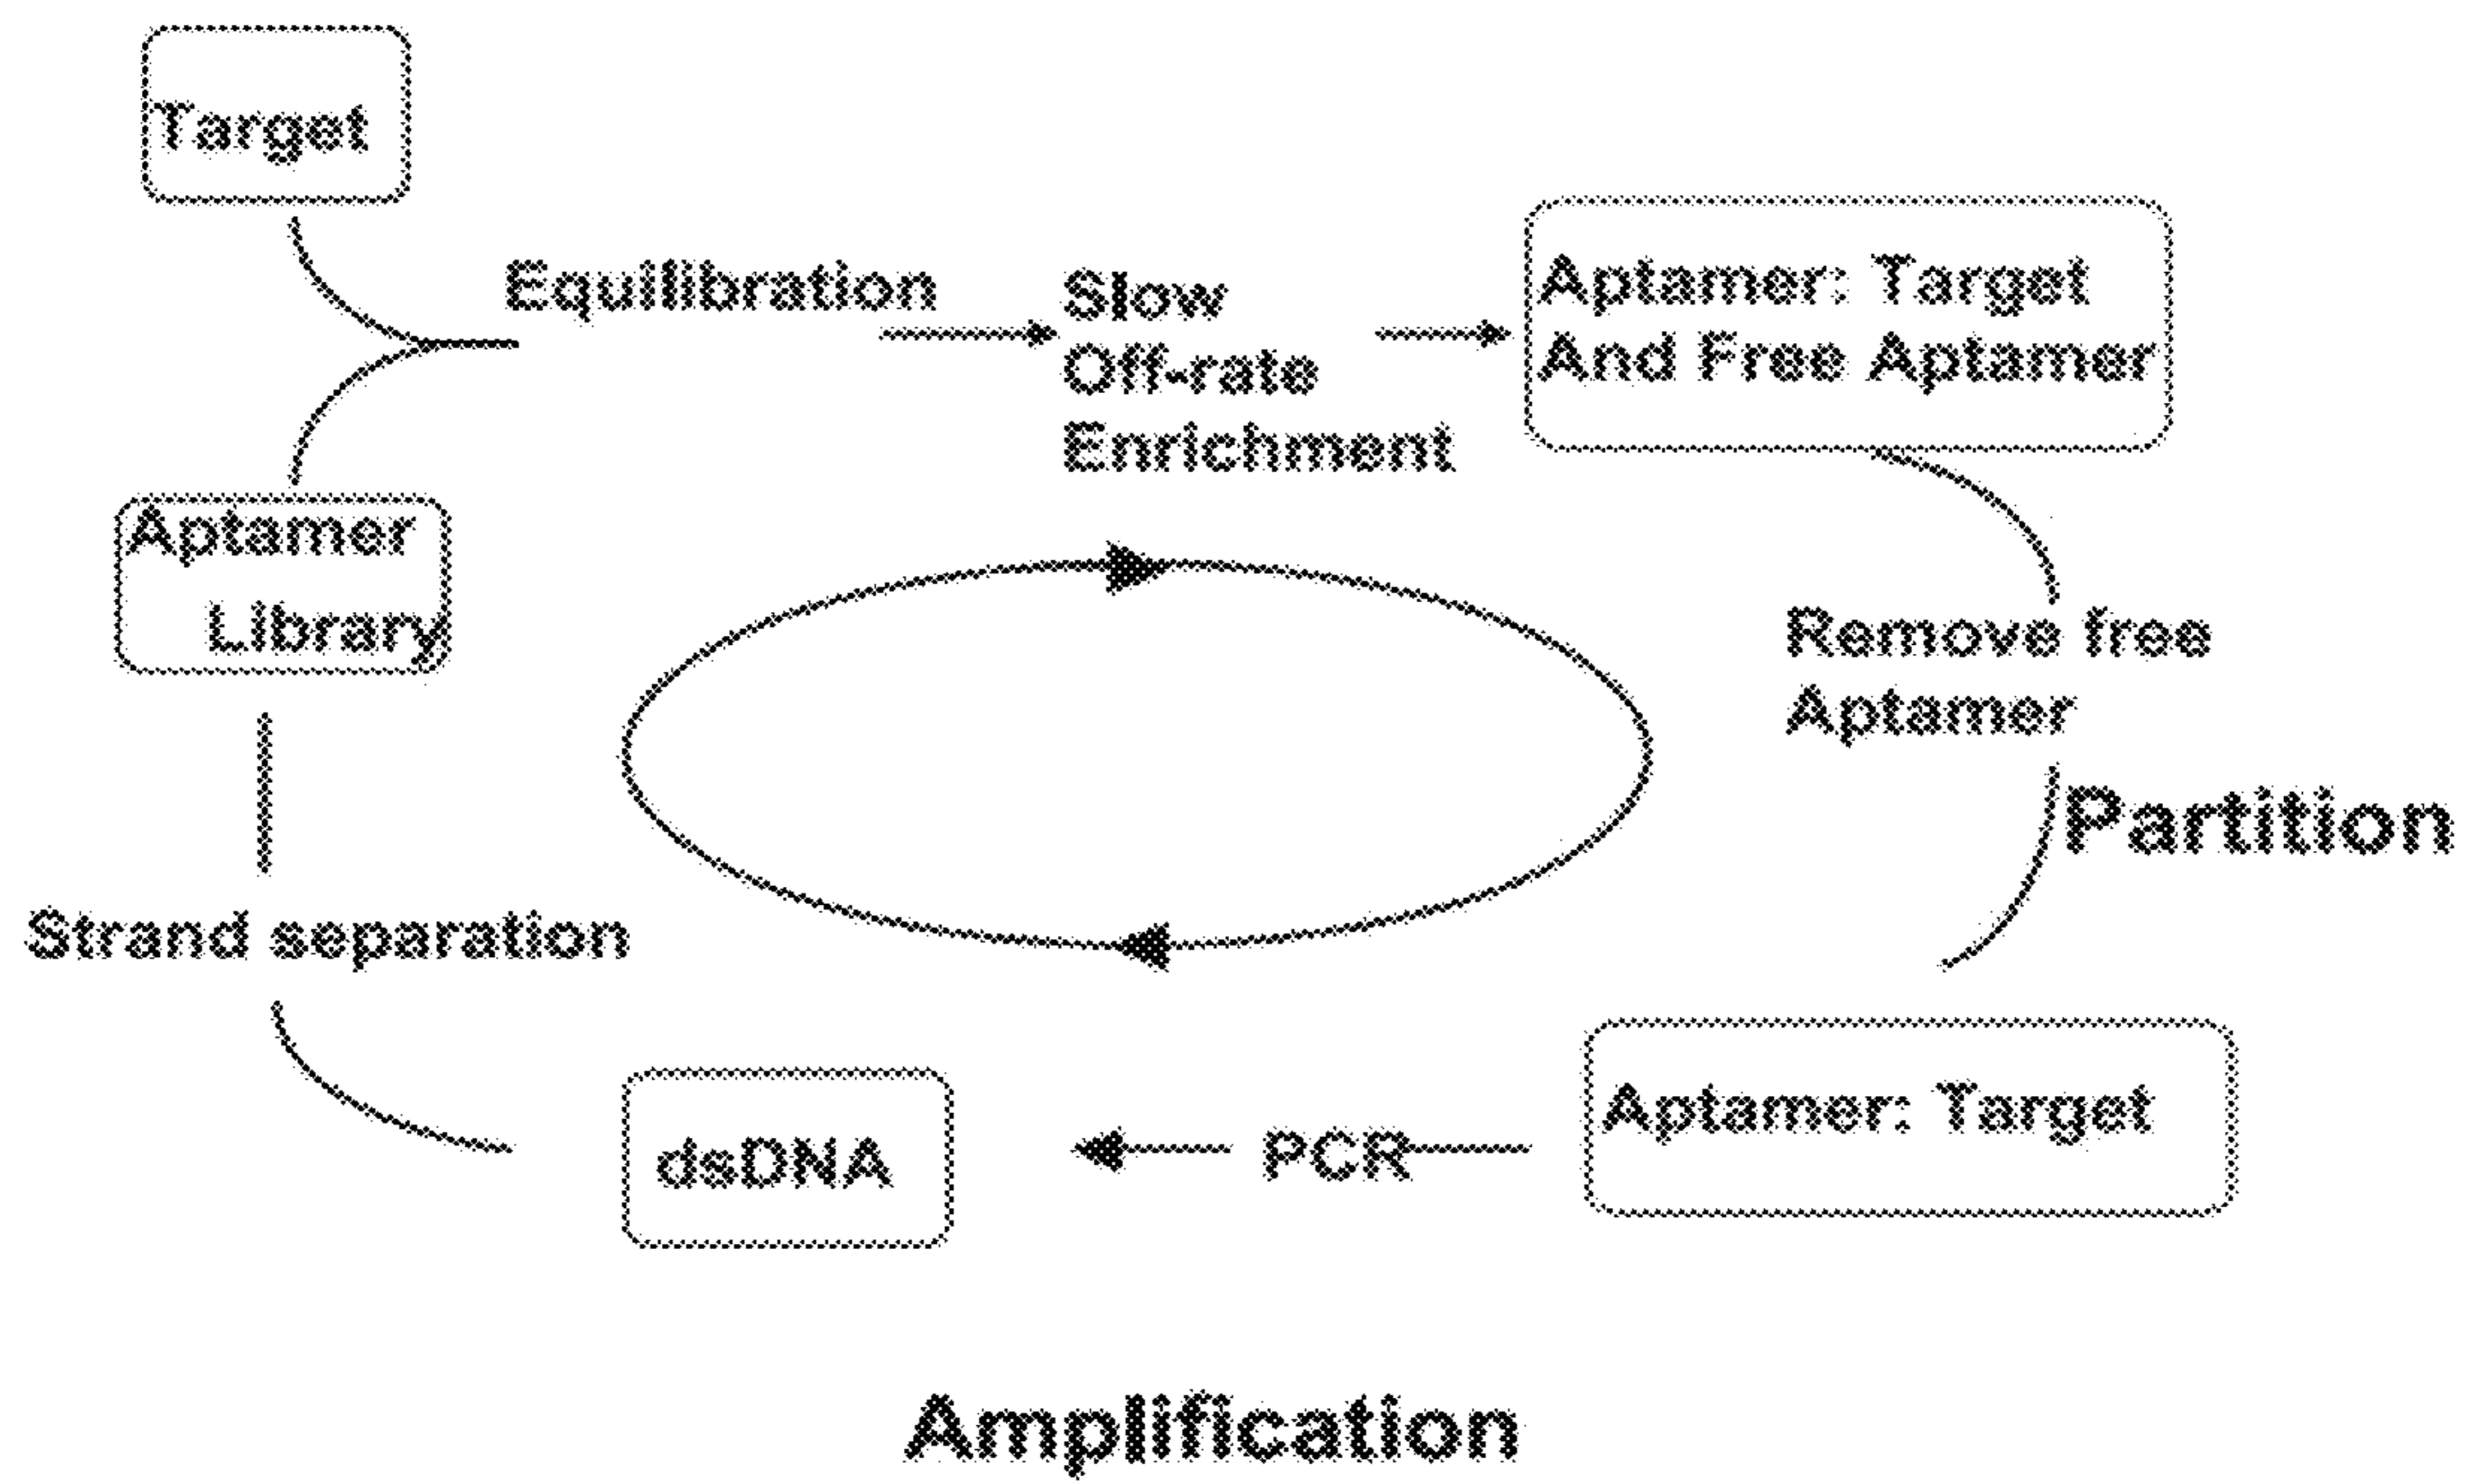 Target
Equilibration
Slow
Off-rate
Enrichment
Aptamer: Target
And Free Aptamer
Aptamer
Library
Remove free
Aptamer
Partition
Strand separation
dsDNA
PCR
Aptamer: Target
Amplification